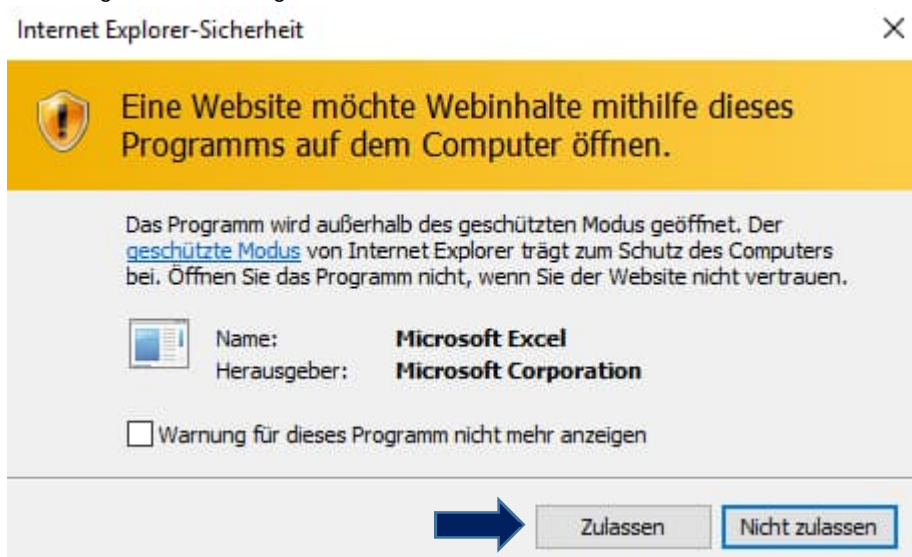 Internet Explorer-Sicherheit
Eine Website möchte Webinhalte mithilfe dieses
Programms auf dem Computer öffnen.
Das Programm wird außerhalb des geschützten Modus geöffnet. Der
geschützte Modus von Internet Explorer trägt zum Schutz des Computers
bei. Öffnen Sie das Programm nicht, wenn Sie der Website nicht vertrauen.
Name: Microsoft Excel
Herausgeber: Microsoft Corporation
Warnung für dieses Programm nicht mehr anzeigen
Zulassen Nicht zulassen